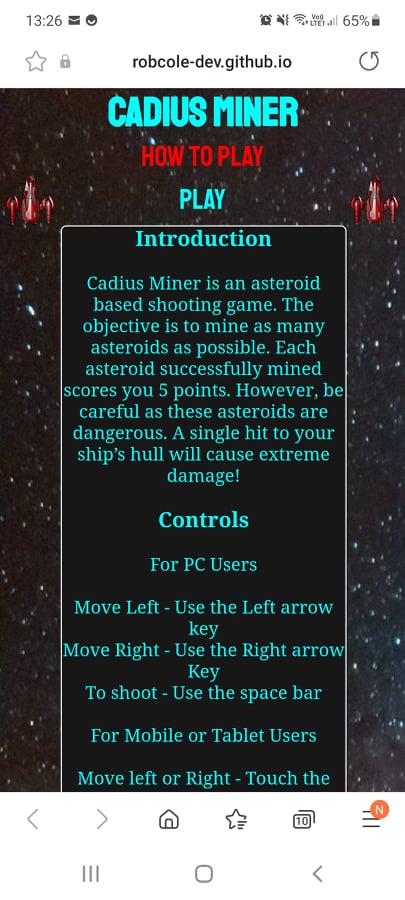 13:26
Vo)) LTE1 65%
robcole-dev.github.io
CADIUS MINER
HOW TO PLAY
PLAY
Introduction
Cadius Miner is an asteroid
based shooting game. The
objective is to mine as many
asteroids as possible. Each
asteroid successfully mined
scores you 5 points. However, be
careful as these asteroids are
dangerous. A single hit to your
ship’s hull will cause extreme
damage!
Controls
For PC Users
Move Left - Use the Left arrow
key
Move Right - Use the Right arrow
Key
To shoot - Use the space bar
For Mobile or Tablet Users
Move left or Right - Touch the
10
N